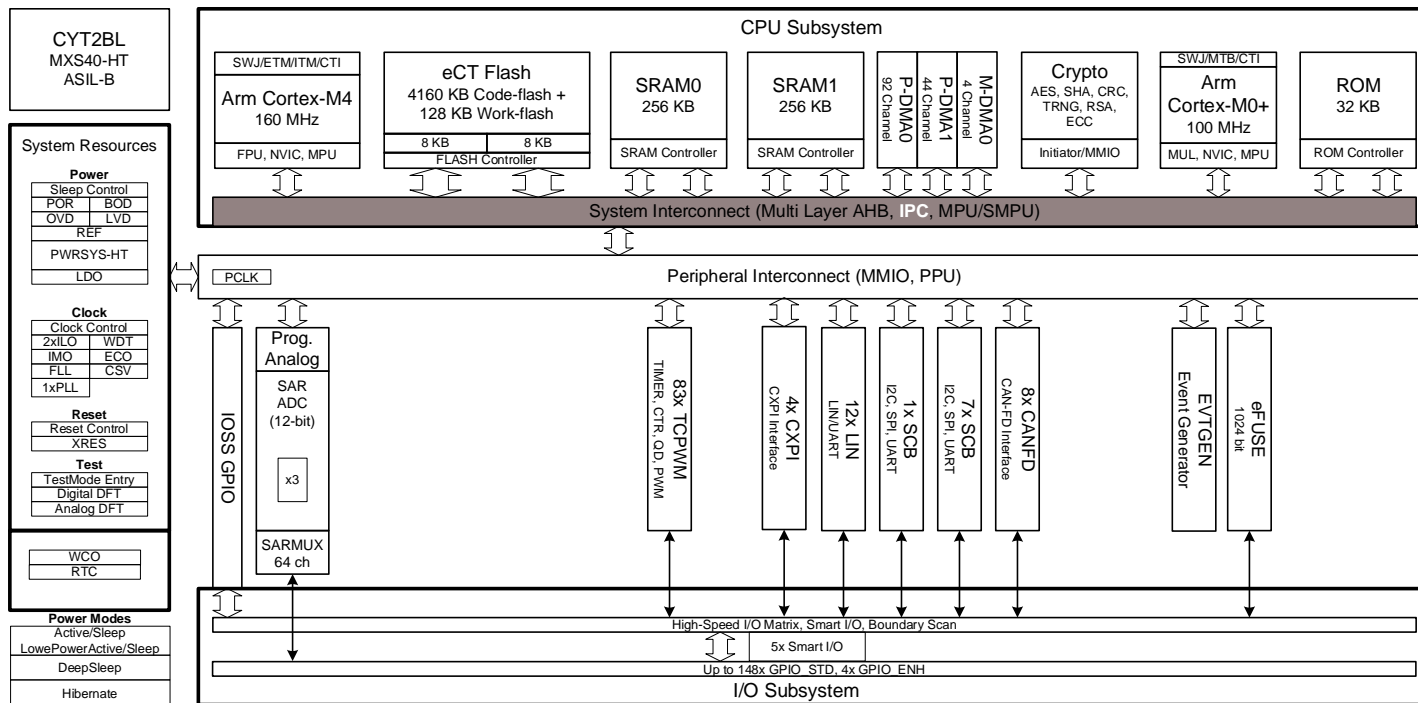 CYT2BL
MXS40-HT
ASIL-B
System Resources
Power
Sleep Control
POR
BOD
OVD
LVD
REF
PWRSYS-HT
LDO
Clock
Clock Control
2xILO
WDT
IMO
ECO
FLL
CSV
1xPLL
Reset
Reset Control
XRES
Test
TestMode Entry
Digital DFT
Analog DFT
WCO
RTC
Power Modes
Active/Sleep
LowePowerActive/Sleep
DeepSleep
Hibernate
CPU Subsystem
SWJ/ETM/ITM/CTI
Arm Cortex-M4
160 MHz
FPU, NVIC, MPU
eCT Flash
4160 KB Code-flash +
128 KB Work-flash
8 KB
8 KB
FLASH Controller
SRAM0
256 KB
SRAM Controller
SRAM1
256 KB
SRAM Controller
P-DMA0
92 Channel
P-DMA1
44 Channel
M-DMA0
4 Channel
Crypto
AES, SHA, CRC,
TRNG, RSA,
ECC
Initiator/MMIO
SWJ/MTB/CTI
Arm
Cortex-M0+
100 MHz
MUL, NVIC, MPU
ROM
32 KB
ROM Controller
System Interconnect (Multi Layer AHB, IPC, MPU/SMPU)
PCLK
Peripheral Interconnect (MMIO, PPU)
IOSS GPIO
Prog.
Analog
SAR
ADC
(12-bit)
x3
SARMUX
64 ch
83x TCPWM
TIMER, CTR, QD, PWM
4x CXPI
CXPI Interface
12x LIN
LIN/UART
1x SCB
I2C, SPI, UART
7x SCB
I2C, SPI, UART
8x CANFD
CAN-FD Interface
EVTGEN
Event Generator
eFUSE
1024 bit
High-Speed I/O Matrix, Smart I/O, Boundary Scan
5x Smart I/O
Up to 148x GPIO_STD, 4x GPIO_ENH
I/O Subsystem